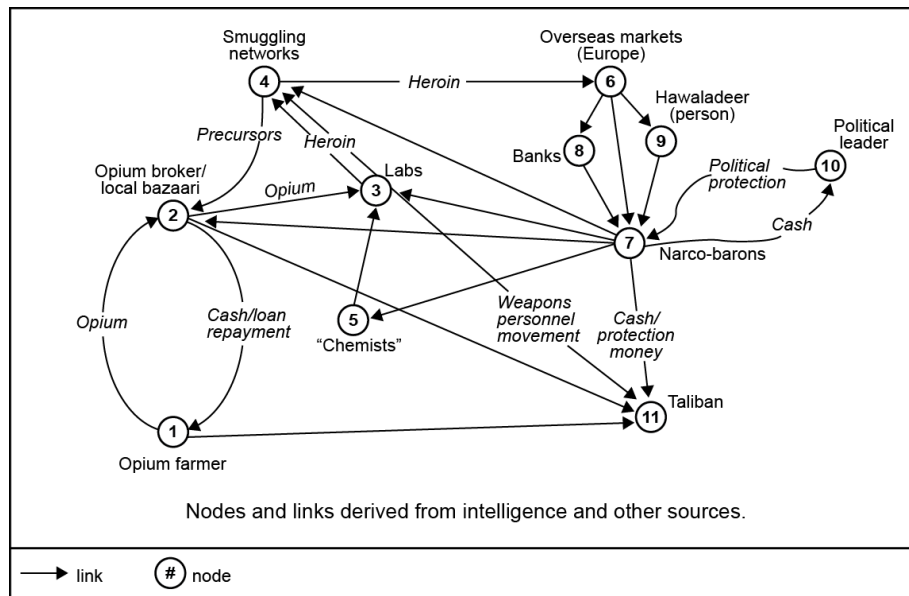 Smuggling
networks
4
Heroin
Overseas markets
(Europe)
6
Hawaladeer
(person)
9
Banks
8
Political
leader
10
Political
protection
Precursors
Heroin
Labs
3
Opium broker/
local bazaari
2
Opium
7
Narco-barons
Cash
Opium
Cash/loan
repayment
5
“Chemists”
Weapons
personnel
movement
Cash/
protection
money
1
Opium farmer
11
Taliban
Nodes and links derived from intelligence and other sources.
link
#
node